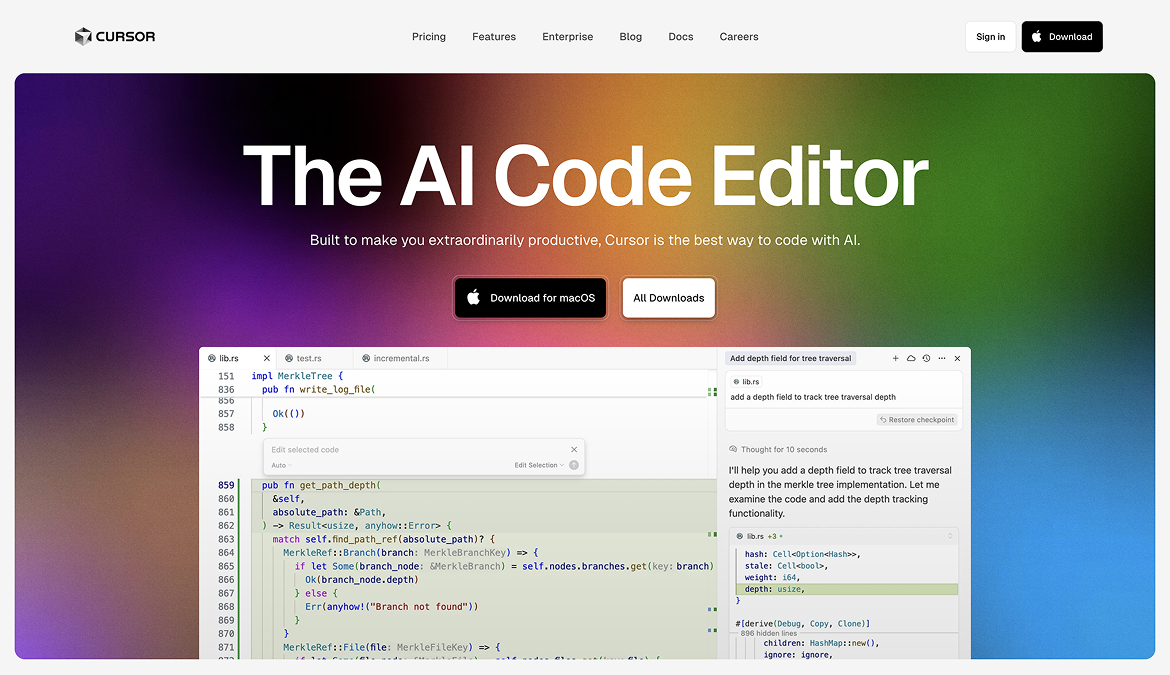 CURSOR
Pricing Features Enterprise Blog Docs Careers
Sign in
Download
The AI Code Editor
Built to make you extraordinarily productive, Cursor is the best way to code with AI.
Download for macOS
All Downloads
lib.rs
test.rs
incremental.rs
151 impl MerkleTree {
836 pub fn write_log_file(
856
857 Ok(())
858 }
Edit selected code
Auto
Edit Selection
859 pub fn get_path_depth(
860 &self,
861 absolute_path: &Path,
862 ) -> Result<usize, anyhow::Error> {
863 match self.find_path_ref(absolute_path)? {
864 MerkleRef::Branch(branch: MerkleBranchKey) => {
865 if let Some(branch_node: &MerkleBranch) = self.nodes.branches.get(key: branch)
866 Ok(branch_node.depth)
867 } else {
868 Err(anyhow!("Branch not found"))
869 }
870 }
871 MerkleRef::File(file: MerkleFileKey) => {
Add depth field for tree traversal
lib.rs
add a depth field to track tree traversal depth
Restore checkpoint
Thought for 10 seconds
I'll help you add a depth field to track tree traversal
depth in the merkle tree implementation. Let me
examine the code and add the depth tracking
functionality.
lib.rs +3
hash: Cell<Option<Hash>>,
stale: Cell<bool>,
weight: i64,
depth: usize,
}
#[derive(Debug, Copy, Clone)]
896 hidden lines
children: HashMap::new(),
ignore: ignore,